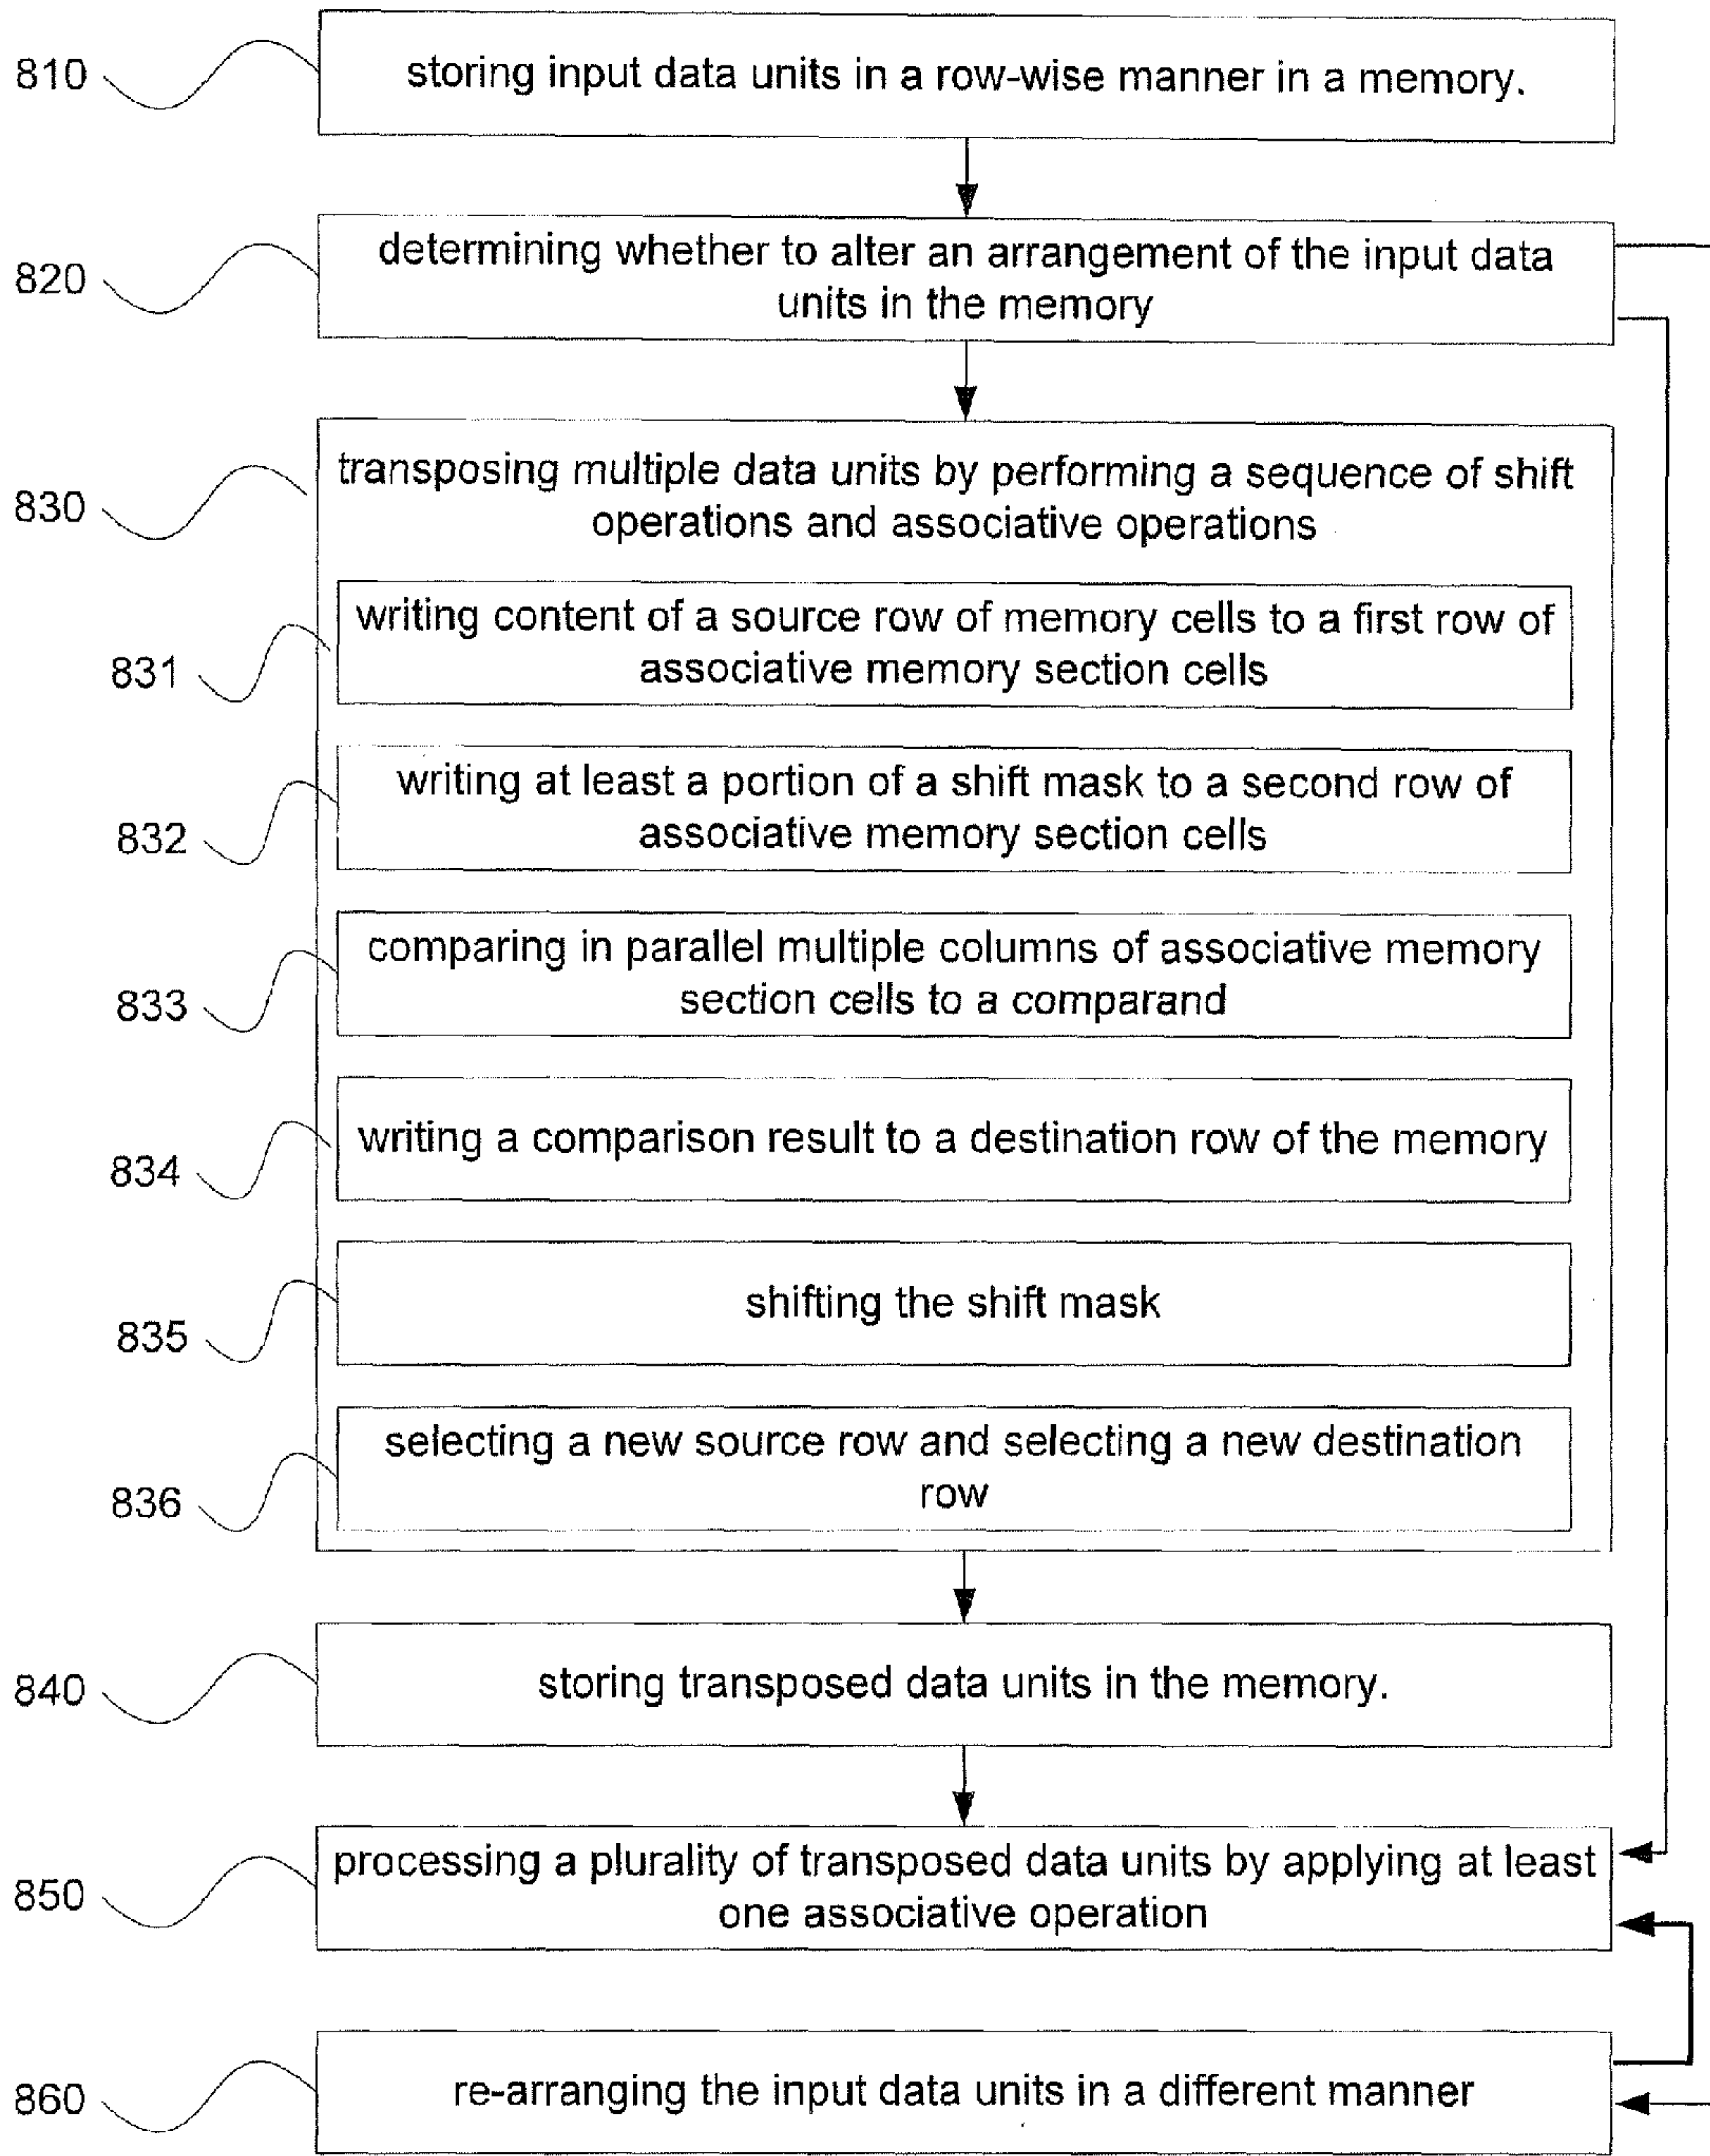 810
storing input data units in a row-wise manner in a memory.
820
determining whether to alter an arrangement of the input data
units in the memory
830
transposing multiple data units by performing a sequence of shift
operations and associative operations
831
writing content of a source row of memory cells to a first row of
associative memory section cells
832
writing at least a portion of a shift mask to a second row of
associative memory section cells
833
comparing in parallel multiple columns of associative memory
section cells to a comparand
834
writing a comparison result to a destination row of the memory
835
shifting the shift mask
836
selecting a new source row and selecting a new destination
row
840
storing transposed data units in the memory.
850
processing a plurality of transposed data units by applying at least
one associative operation
860
re-arranging the input data units in a different manner